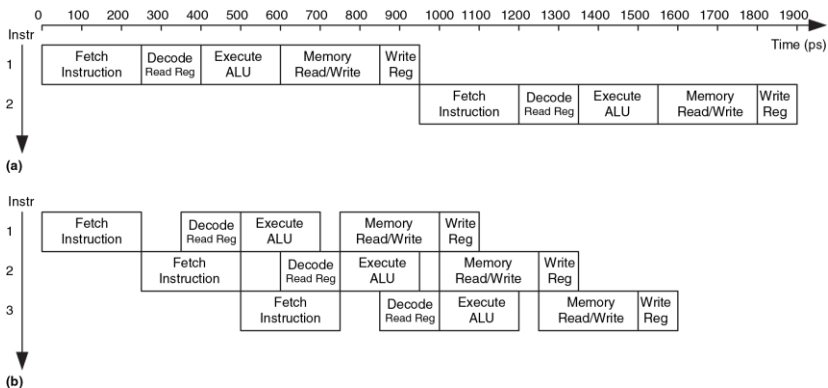 Instr
0 100 200 300 400 500 600 700 800 900 1000 1100 1200 1300 1400 1500 1600 1700 1800 1900
Time (ps)
1
Fetch
Instruction
Decode
Read Reg
Execute
ALU
Memory
Read/Write
Write
Reg
2
Fetch
Instruction
Decode
Read Reg
Execute
ALU
Memory
Read/Write
Write
Reg
(a)
Instr
1
Fetch
Instruction
Decode
Read Reg
Execute
ALU
Memory
Read/Write
Write
Reg
2
Fetch
Instruction
Decode
Read Reg
Execute
ALU
Memory
Read/Write
Write
Reg
3
Fetch
Instruction
Decode
Read Reg
Execute
ALU
Memory
Read/Write
Write
Reg
(b)